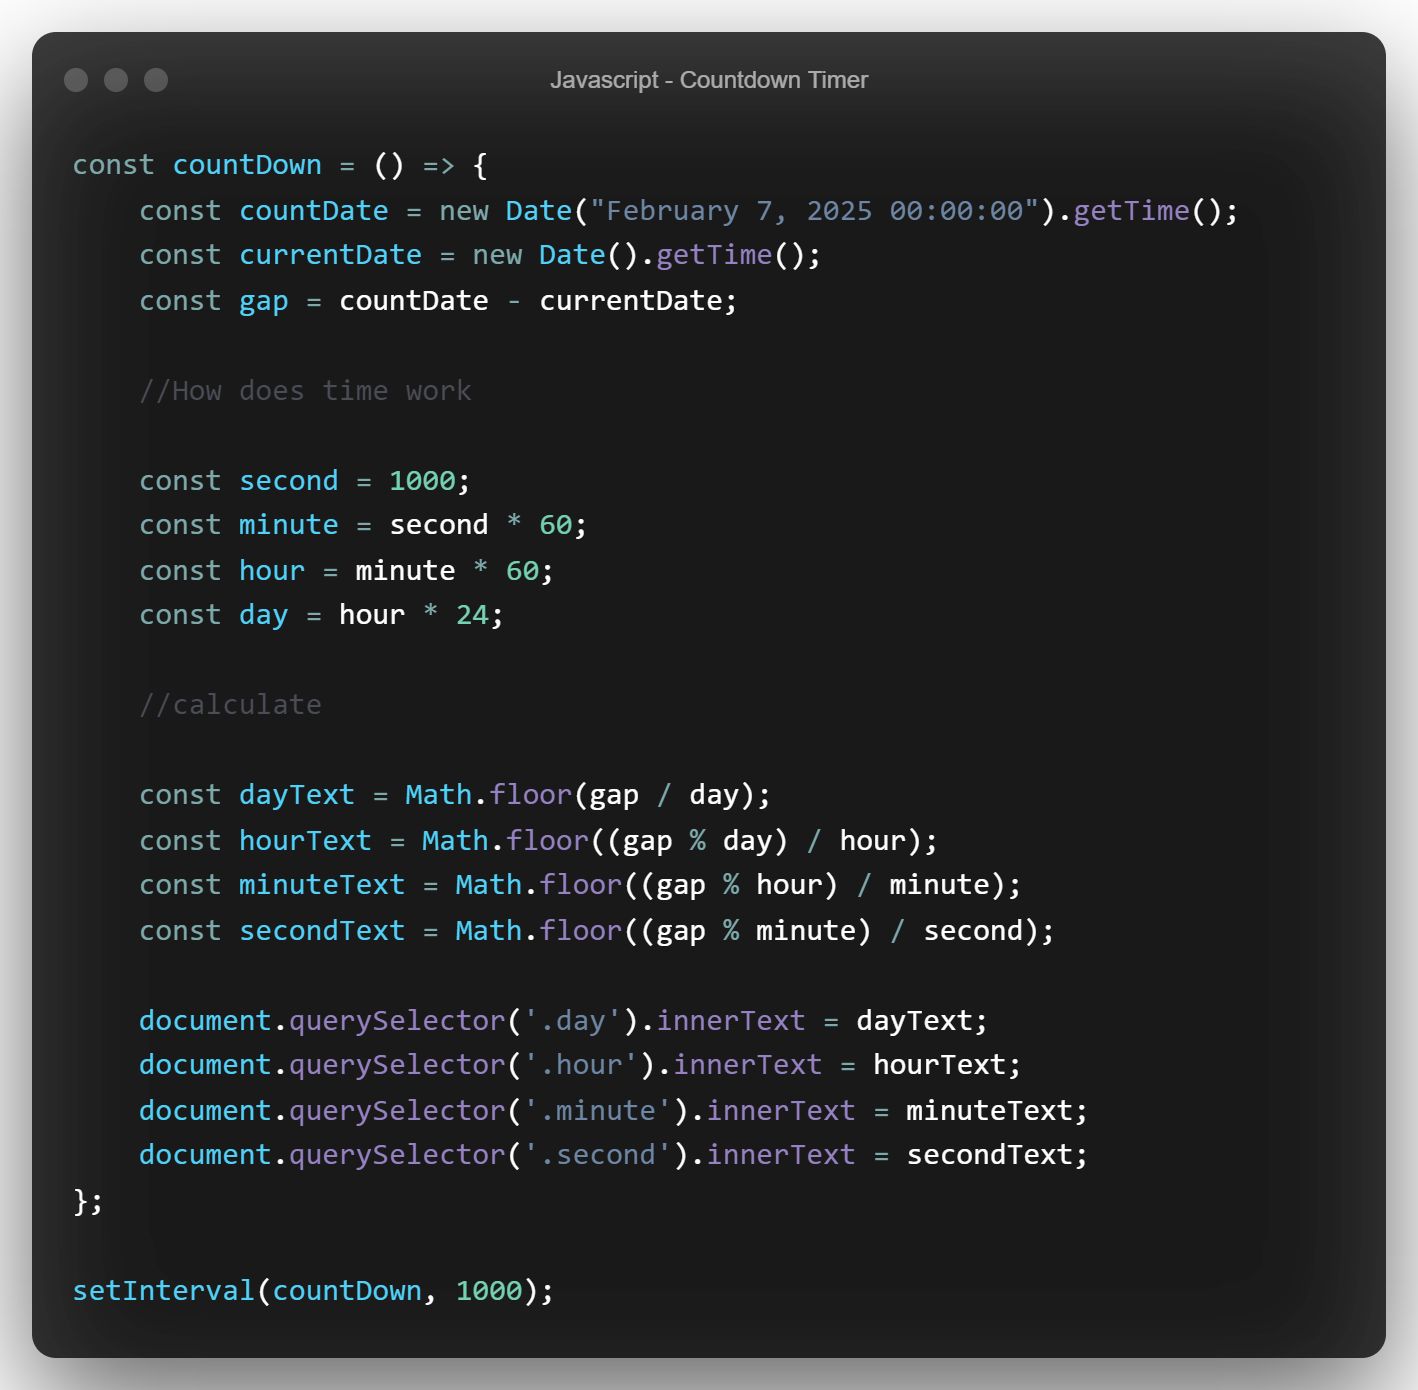 Javascript - Countdown Timer
const countDown = () => {
    const countDate = new Date("February 7, 2025 00:00:00").getTime();
    const currentDate = new Date().getTime();
    const gap = countDate - currentDate;

    //How does time work

    const second = 1000;
    const minute = second * 60;
    const hour = minute * 60;
    const day = hour * 24;

    //calculate

    const dayText = Math.floor(gap / day);
    const hourText = Math.floor((gap % day) / hour);
    const minuteText = Math.floor((gap % hour) / minute);
    const secondText = Math.floor((gap % minute) / second);

    document.querySelector('.day').innerText = dayText;
    document.querySelector('.hour').innerText = hourText;
    document.querySelector('.minute').innerText = minuteText;
    document.querySelector('.second').innerText = secondText;
};

setInterval(countDown, 1000);